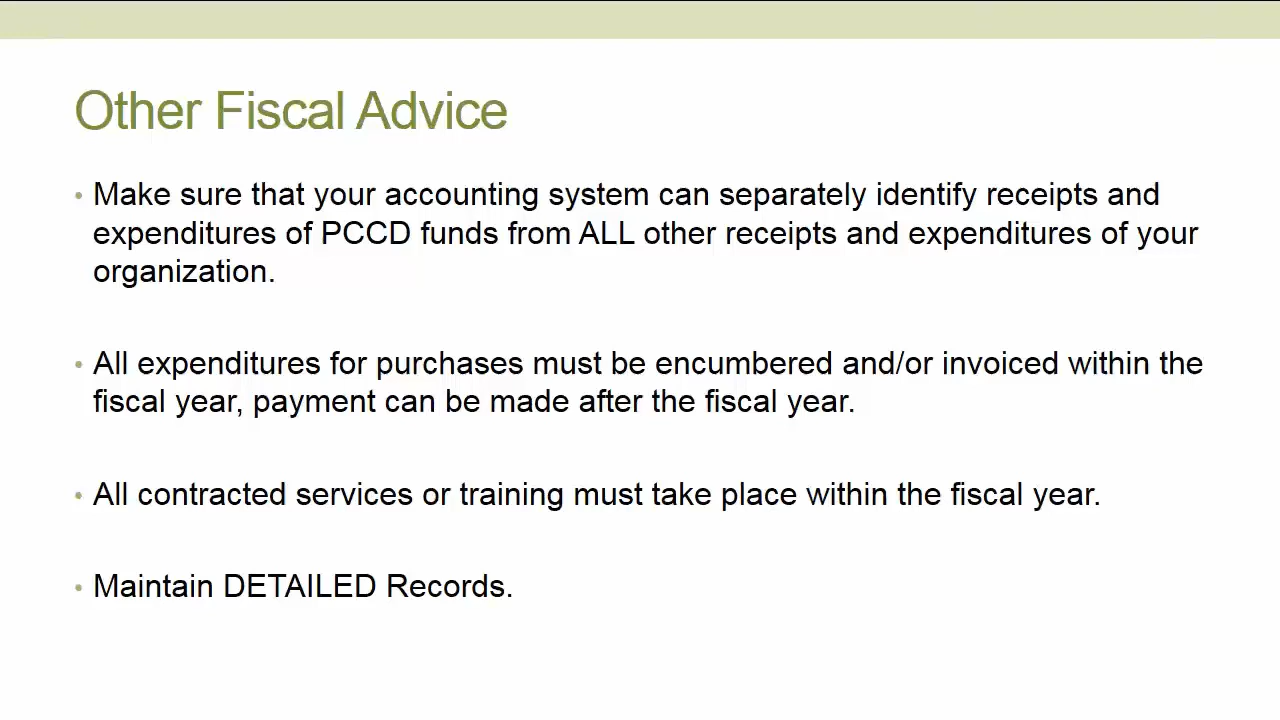 Other Fiscal Advice
• Make sure that your accounting system can separately identify receipts and
expenditures of PCCD funds from ALL other receipts and expenditures of your
organization.
• All expenditures for purchases must be encumbered and/or invoiced within the
fiscal year, payment can be made after the fiscal year.
• All contracted services or training must take place within the fiscal year.
• Maintain DETAILED Records.